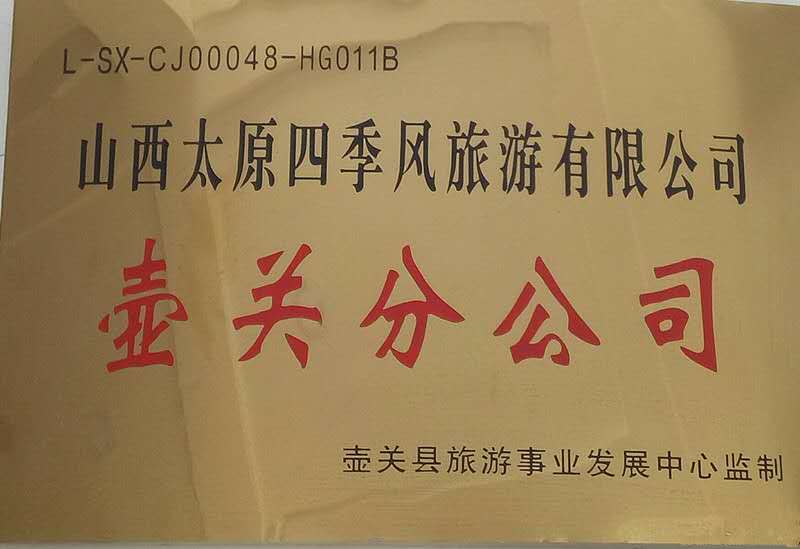 L-SX-CJ00048-HG011B
山西太原四季风旅游有限公司
壶关分公司
壶关县旅游事业发展中心监制